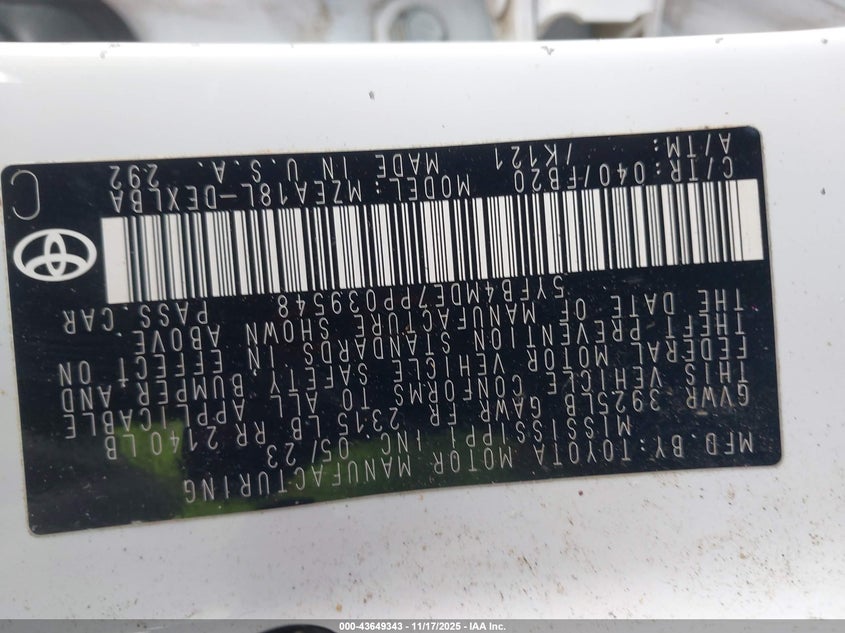 MFD. BY: TOYOTA MOTOR MANUFACTURING
MISSISSIPPI INC. 05/23
GVWR 3925LB GAWR FR 2315LB RR 2140LB
THIS VEHICLE CONFORMS TO ALL APPLICABLE
FEDERAL MOTOR VEHICLE SAFETY, BUMPER AND
THEFT PREVENTION STANDARDS IN EFFECT ON
THE DATE OF MANUFACTURE SHOWN ABOVE.
5YFB4MDE7PP039548 PASS.CAR
C/TR: 040/FB20 MODEL: MZEA18L-DEXLBA
A/TM: /K121 MADE IN U.S.A. 292
C
000-43649343 - 11/17/2025 - IAA Inc.